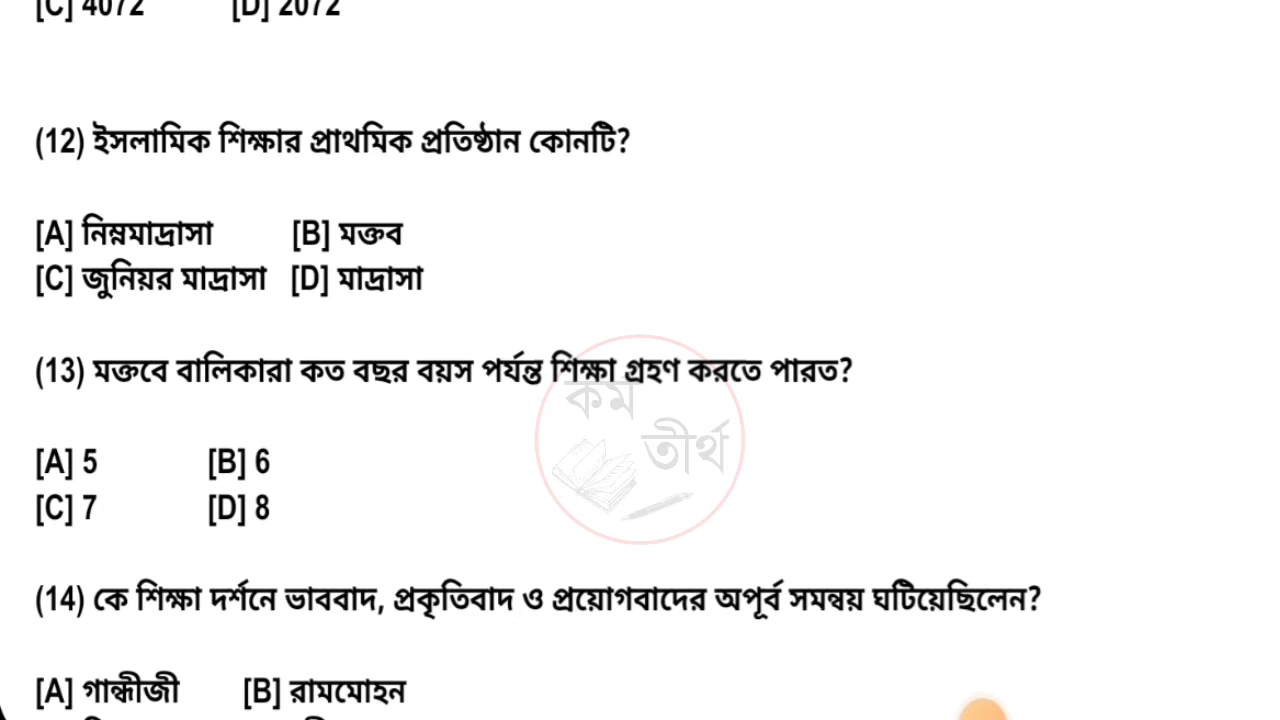 [C] 4072 [D] 2072
(12) ইসলামিক শিক্ষার প্রাথমিক প্রতিষ্ঠান কোনটি?
[A] নিম্নমাদ্রাসা [B] মক্তব
[C] জুনিয়র মাদ্রাসা [D] মাদ্রাসা
(13) মক্তবে বালিকারা কত বছর বয়স পর্যন্ত শিক্ষা গ্রহণ করতে পারত?
কম
তীর্থ
[A] 5 [B] 6
[C] 7 [D] 8
(14) কে শিক্ষা দর্শনে ভাববাদ, প্রকৃতিবাদ ও প্রয়োগবাদের অপূর্ব সমন্বয় ঘটিয়েছিলেন?
[A] গান্ধীজী [B] রামমোহন